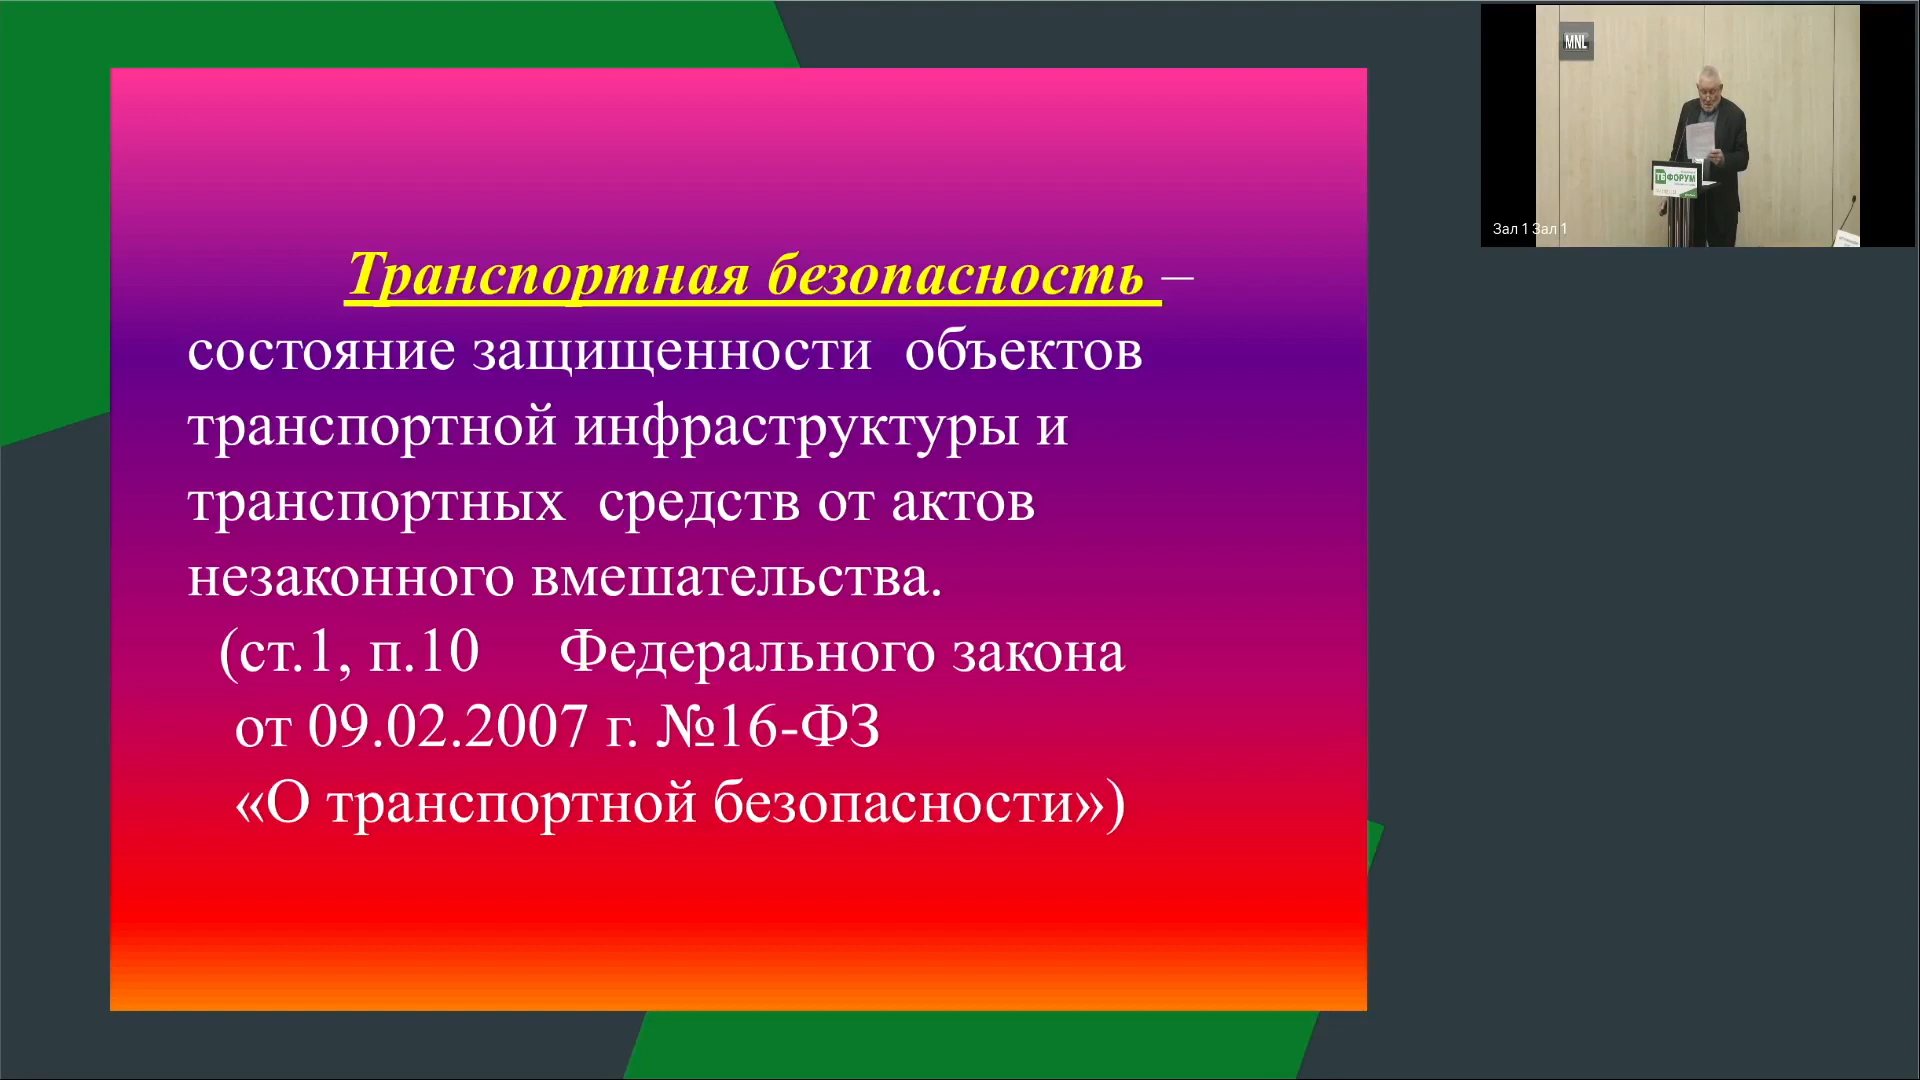 Транспортная безопасность –
состояние защищенности объектов
транспортной инфраструктуры и
транспортных средств от актов
незаконного вмешательства.
(ст.1, п.10 Федерального закона
от 09.02.2007 г. №16-ФЗ
«О транспортной безопасности»)
MNL
ТБ ФОРУМ
Зал 1 Зал 1